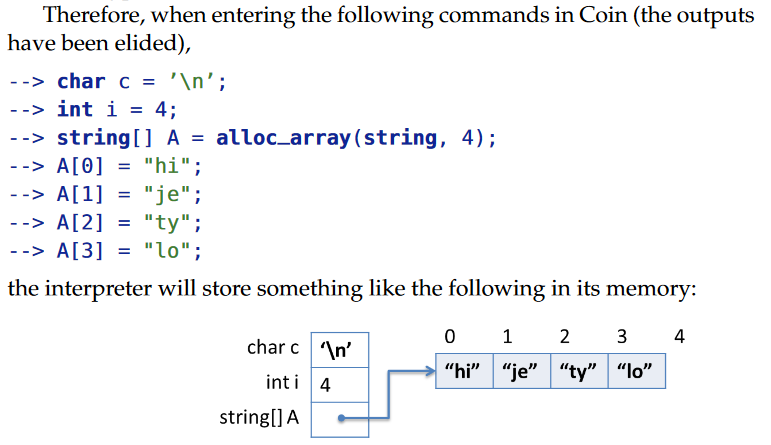 Therefore, when entering the following commands in Coin (the outputs
have been elided),
--> char c = '\n';
--> int i = 4;
--> string[] A = alloc_array(string, 4);
--> A[0] = "hi";
--> A[1] = "je";
--> A[2] = "ty";
--> A[3] = "lo";
the interpreter will store something like the following in its memory:
0 1 2 3 4
char c ‘\n’
“hi” “je” “ty” “lo”
int i 4
string[] A